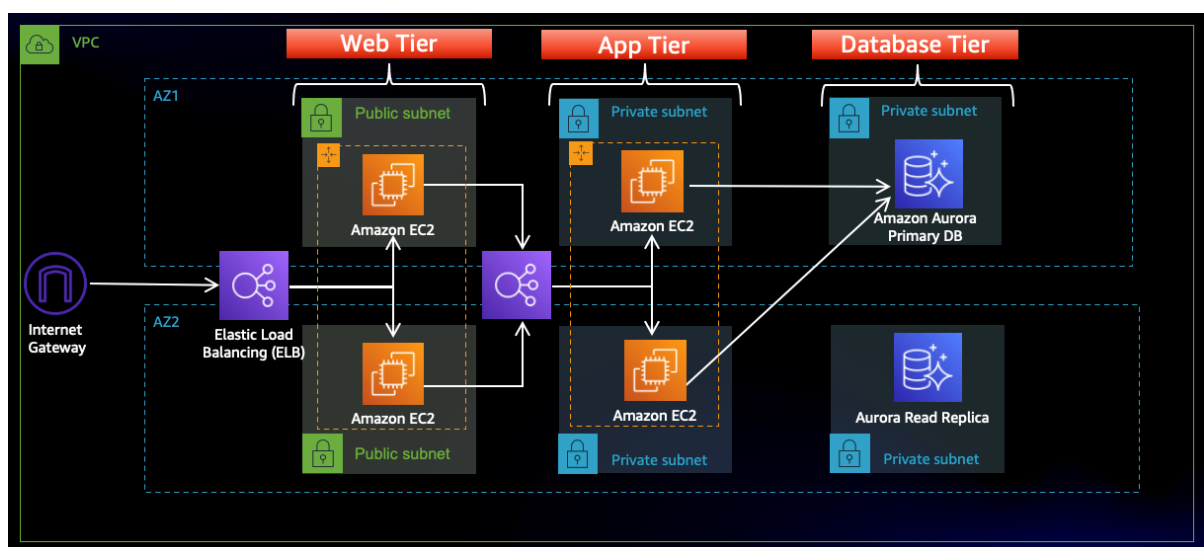 VPC
Web Tier
App Tier
Database Tier
AZ1
Public subnet
Private subnet
Private subnet
Amazon EC2
Amazon EC2
Amazon Aurora
Primary DB
Internet
Gateway
Elastic Load
Balancing (ELB)
AZ2
Amazon EC2
Amazon EC2
Aurora Read Replica
Public subnet
Private subnet
Private subnet